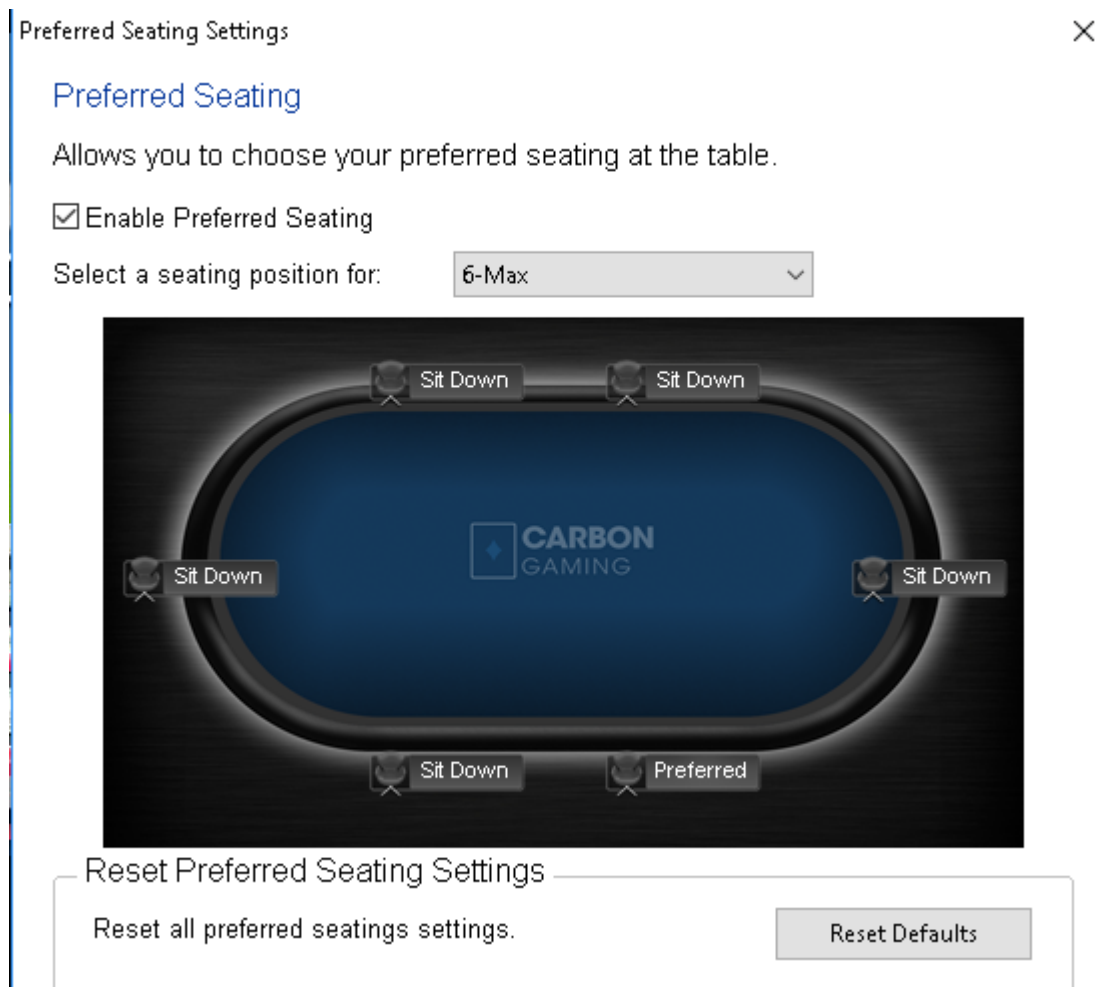 Preferred Seating Settings
Preferred Seating
Allows you to choose your preferred seating at the table.
Enable Preferred Seating
Select a seating position for: 6-Max
Sit Down Sit Down
CARBON
GAMING
Sit Down Sit Down
Sit Down Preferred
Reset Preferred Seating Settings
Reset all preferred seatings settings. Reset Defaults